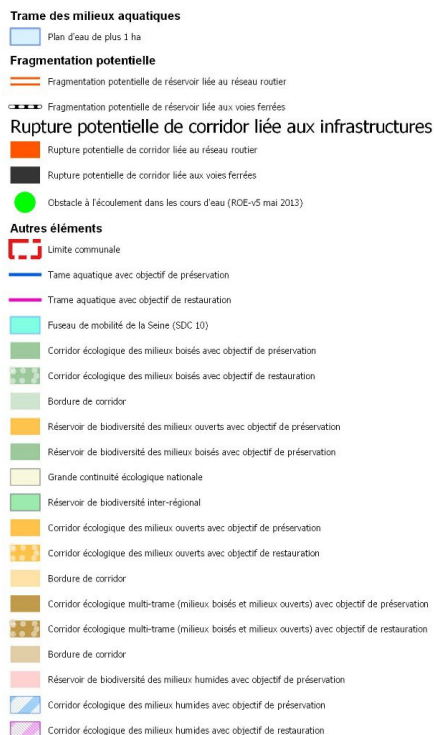 Trame des milieux aquatiques
Plan d'eau de plus 1 ha
Fragmentation potentielle
Fragmentation potentielle de réservoir liée au réseau routier
Fragmentation potentielle de réservoir liée aux voies ferrées
Rupture potentielle de corridor liée aux infrastructures
Rupture potentielle de corridor liée au réseau routier
Rupture potentielle de corridor liée aux voies ferrées
Obstacle à l'écoulement dans les cours d'eau (ROE-v5 mai 2013)
Autres éléments
Limite communale
Tame aquatique avec objectif de préservation
Trame aquatique avec objectif de restauration
Fuseau de mobilité de la Seine (SDC 10)
Corridor écologique des milieux boisés avec objectif de préservation
Corridor écologique des milieux boisés avec objectif de restauration
Bordure de corridor
Réservoir de biodiversité des milieux ouverts avec objectif de préservation
Réservoir de biodiversité des milieux boisés avec objectif de préservation
Grande continuité écologique nationale
Réservoir de biodiversité inter-régional
Corridor écologique des milieux ouverts avec objectif de préservation
Corridor écologique des milieux ouverts avec objectif de restauration
Bordure de corridor
Corridor écologique multi-trame (milieux boisés et milieux ouverts) avec objectif de préservation
Corridor écologique multi-trame (milieux boisés et milieux ouverts) avec objectif de restauration
Bordure de corridor
Réservoir de biodiversité des milieux humides avec objectif de préservation
Corridor écologique des milieux humides avec objectif de préservation
Corridor écologique des milieux humides avec objectif de restauration